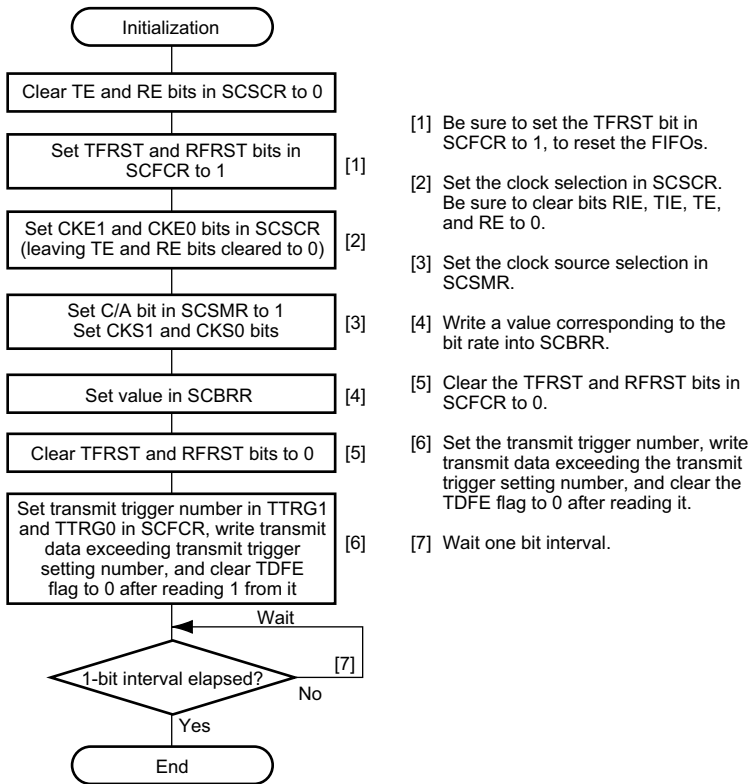 Initialization
Clear TE and RE bits in SCSCR to 0
Set TFRST and RFRST bits in
SCFCR to 1
[1]
Set CKE1 and CKE0 bits in SCSCR
(leaving TE and RE bits cleared to 0)
[2]
Set C/A bit in SCSMR to 1
Set CKS1 and CKS0 bits
[3]
Set value in SCBRR
[4]
Clear TFRST and RFRST bits to 0
[5]
Set transmit trigger number in TTRG1
and TTRG0 in SCFCR, write transmit
data exceeding transmit trigger
setting number, and clear TDFE
flag to 0 after reading 1 from it
[6]
Wait
1-bit interval elapsed?
[7]
No
Yes
End
[1] Be sure to set the TFRST bit in
SCFCR to 1, to reset the FIFOs.
[2] Set the clock selection in SCSCR.
Be sure to clear bits RIE, TIE, TE,
and RE to 0.
[3] Set the clock source selection in
SCSMR.
[4] Write a value corresponding to the
bit rate into SCBRR.
[5] Clear the TFRST and RFRST bits in
SCFCR to 0.
[6] Set the transmit trigger number, write
transmit data exceeding the transmit
trigger setting number, and clear the
TDFE flag to 0 after reading it.
[7] Wait one bit interval.